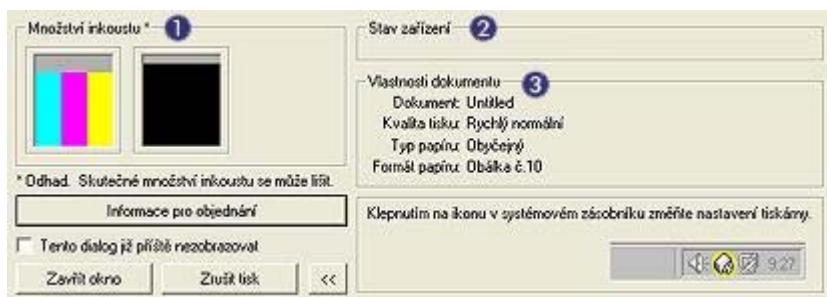 Množství inkoustu * 1
* Odhad. Skutečné množství inkoustu se může lišit.
Informace pro objednání
Tento dialog již příště nezobrazovat
Zavřít okno Zrušit tisk <<
Stav zařízení 2
Vlastnosti dokumentu 3
Dokument: Untitled
Kvalita tisku: Rychlý normální
Typ papíru: Obyčejný
Formát papíru: Obálka č.10
Klepnutím na ikonu v systémovém zásobníku změňte nastavení tiskárny.
9:27